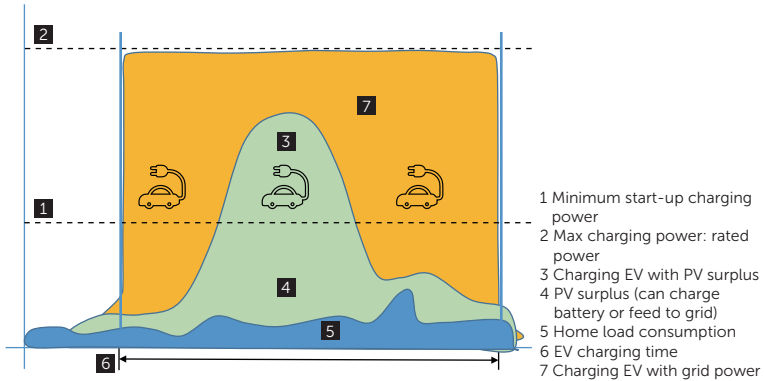 2
7
3
1
4
5
6
1 Minimum start-up charging
power
2 Max charging power: rated
power
3 Charging EV with PV surplus
4 PV surplus (can charge
battery or feed to grid)
5 Home load consumption
6 EV charging time
7 Charging EV with grid power